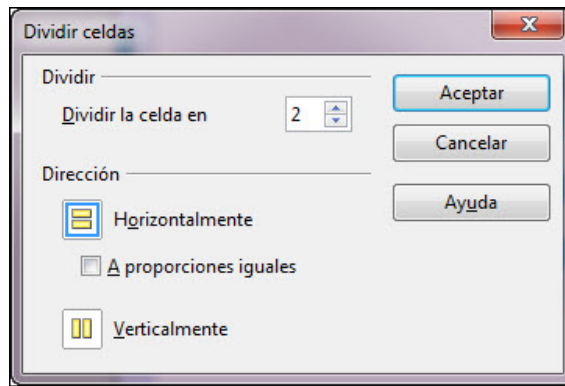 Dividir celdas
Dividir
Dividir la celda en
2
Aceptar
Cancelar
Ayuda
Dirección
Horizontalmente
A proporciones iguales
Verticalmente